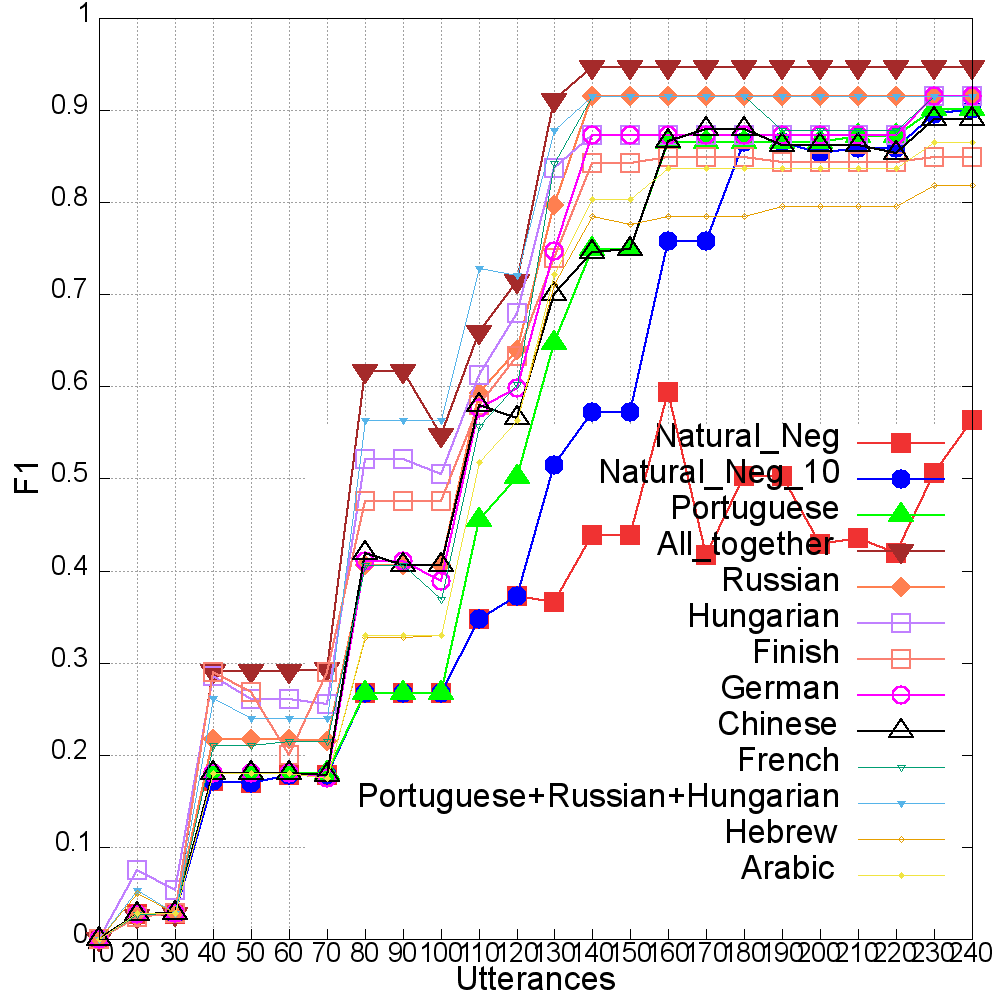 1
0.9
0.8
0.7
0.6
0.5
0.4
0.3
0.2
0.1
0
F1
Natural_Neg
Natural_Neg_10
Portuguese
All_together
Russian
Hungarian
Finish
German
Chinese
French
Portuguese+Russian+Hungarian
Hebrew
Arabic
10 20 30 40 50 60 70 80 90 100 110 120 130 140 150 160 170 180 190 200 210 220 230 240
Utterances